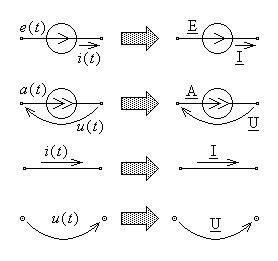 e(t) E
i(t) I
a(t) A
u(t) U
i(t) I
u(t) U